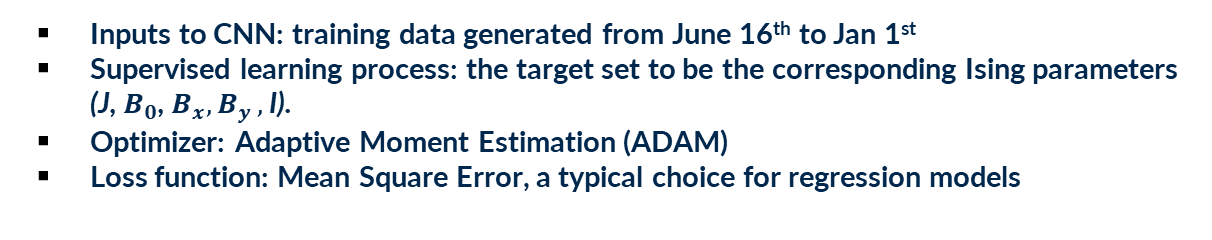 ▪ Inputs to CNN: training data generated from June 16th to Jan 1st
▪ Supervised learning process: the target set to be the corresponding Ising parameters
(J, B₀, Bₓ, B_y , I).
▪ Optimizer: Adaptive Moment Estimation (ADAM)
▪ Loss function: Mean Square Error, a typical choice for regression models